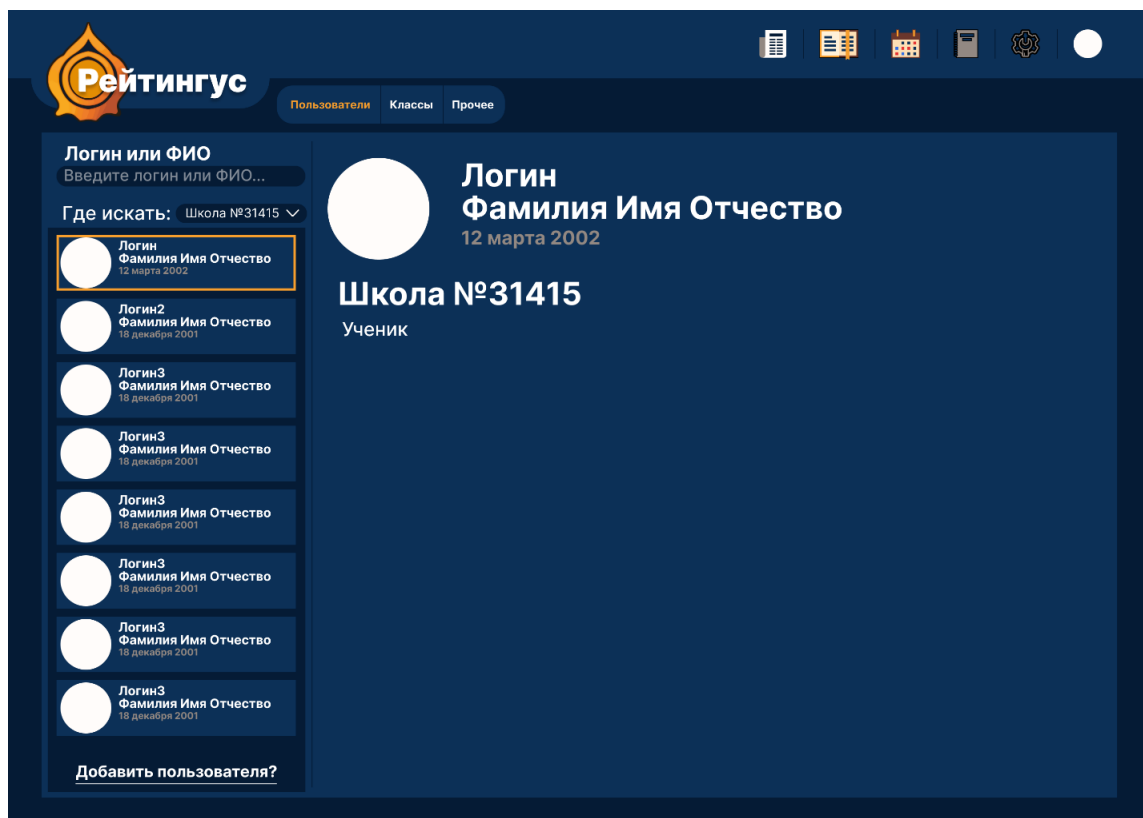 Рейтингус
Пользователи
Классы
Прочее
Логин или ФИО
Введите логин или ФИО...
Где искать:
Школа №31415
Логин
Фамилия Имя Отчество
12 марта 2002
Логин2
Фамилия Имя Отчество
18 декабря 2001
Логин3
Фамилия Имя Отчество
18 декабря 2001
Логин3
Фамилия Имя Отчество
18 декабря 2001
Логин3
Фамилия Имя Отчество
18 декабря 2001
Логин3
Фамилия Имя Отчество
18 декабря 2001
Логин3
Фамилия Имя Отчество
18 декабря 2001
Логин3
Фамилия Имя Отчество
18 декабря 2001
Добавить пользователя?
Логин
Фамилия Имя Отчество
12 марта 2002
Школа №31415
Ученик